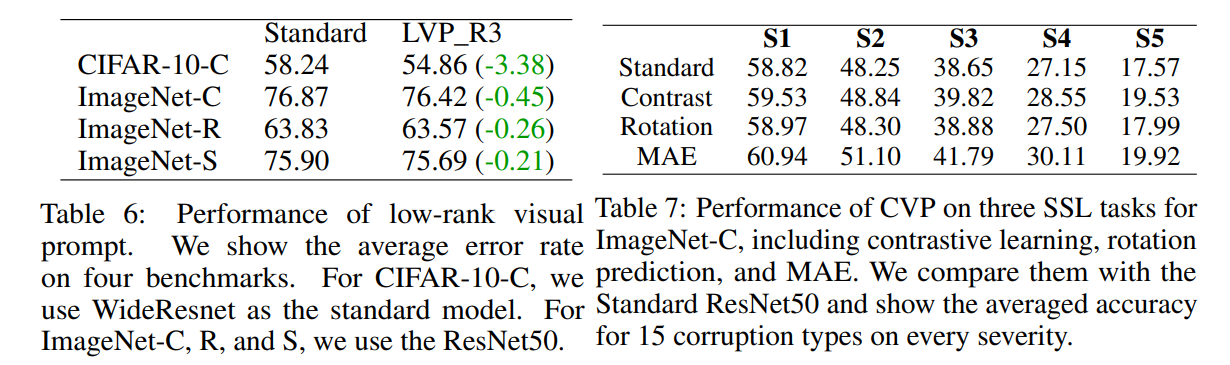 Standard LVP_R3
CIFAR-10-C 58.24 54.86 (-3.38)
ImageNet-C 76.87 76.42 (-0.45)
ImageNet-R 63.83 63.57 (-0.26)
ImageNet-S 75.90 75.69 (-0.21)
Table 6: Performance of low-rank visual
prompt. We show the average error rate
on four benchmarks. For CIFAR-10-C, we
use WideResnet as the standard model. For
ImageNet-C, R, and S, we use the ResNet50.
S1 S2 S3 S4 S5
Standard 58.82 48.25 38.65 27.15 17.57
Contrast 59.53 48.84 39.82 28.55 19.53
Rotation 58.97 48.30 38.88 27.50 17.99
MAE 60.94 51.10 41.79 30.11 19.92
Table 7: Performance of CVP on three SSL tasks for
ImageNet-C, including contrastive learning, rotation
prediction, and MAE. We compare them with the
Standard ResNet50 and show the averaged accuracy
for 15 corruption types on every severity.